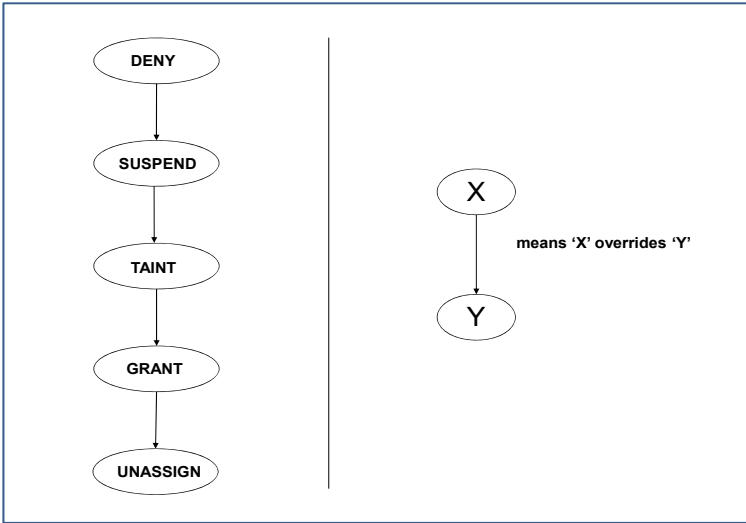 DENY
SUSPEND
TAINT
GRANT
UNASSIGN
X
means ‘X’ overrides ‘Y’
Y